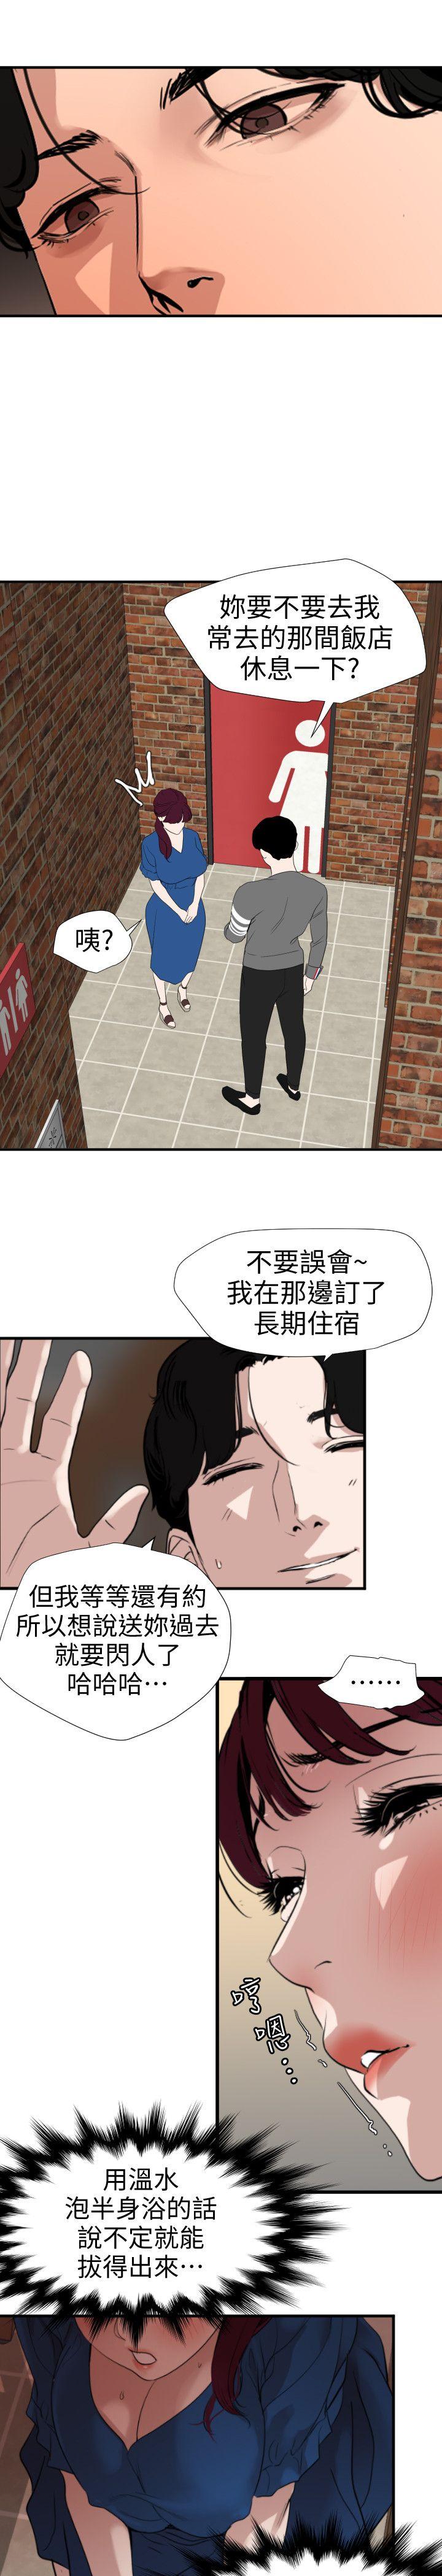 妳要不要去我
常去的那間飯店
休息一下?
咦?
不要誤會~
我在那邊訂了
長期住宿
但我等等還有約
所以想說送妳過去
就要閃人了
哈哈哈⋯
⋯⋯
哼
嗯⋯
用溫水
泡半身浴的話
說不定就能
拔得出來⋯